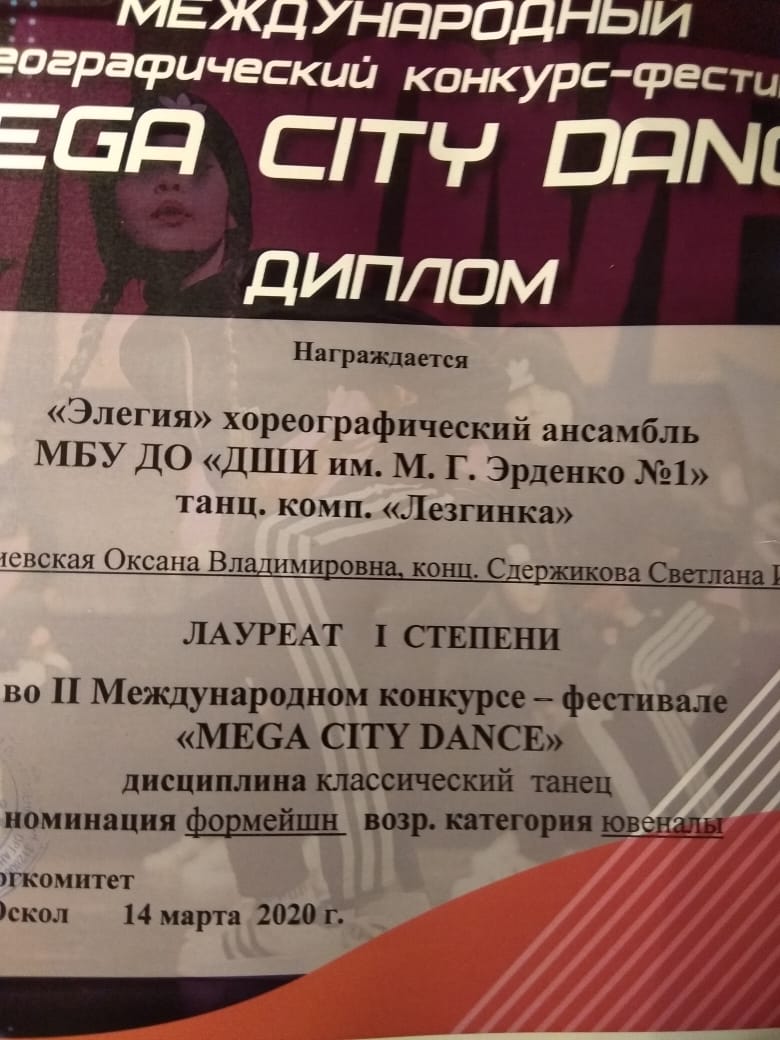 МЕЖДУНАРОДНЫЙ
еографический конкурс-фести
EGA CITY DANC
ДИПЛОМ
Награждается
«Элегия» хореографический ансамбль
МБУ ДО «ДШИ им. М. Г. Эрденко №1»
танц. комп. «Лезгинка»
иевская Оксана Владимировна, конц. Сдержикова Светлана И
ЛАУРЕАТ I СТЕПЕНИ
во II Международном конкурсе – фестивале
«MEGA CITY DANCE»
дисциплина классический танец
номинация формейшн возр. категория ювеналы
ргкомитет
Оскол 14 марта 2020 г.